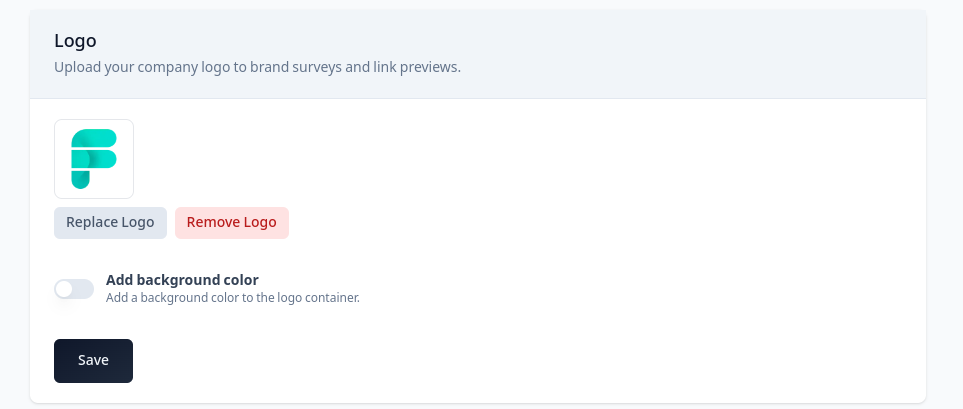 Logo
Upload your company logo to brand surveys and link previews.
Replace Logo
Remove Logo
Add background color
Add a background color to the logo container.
Save